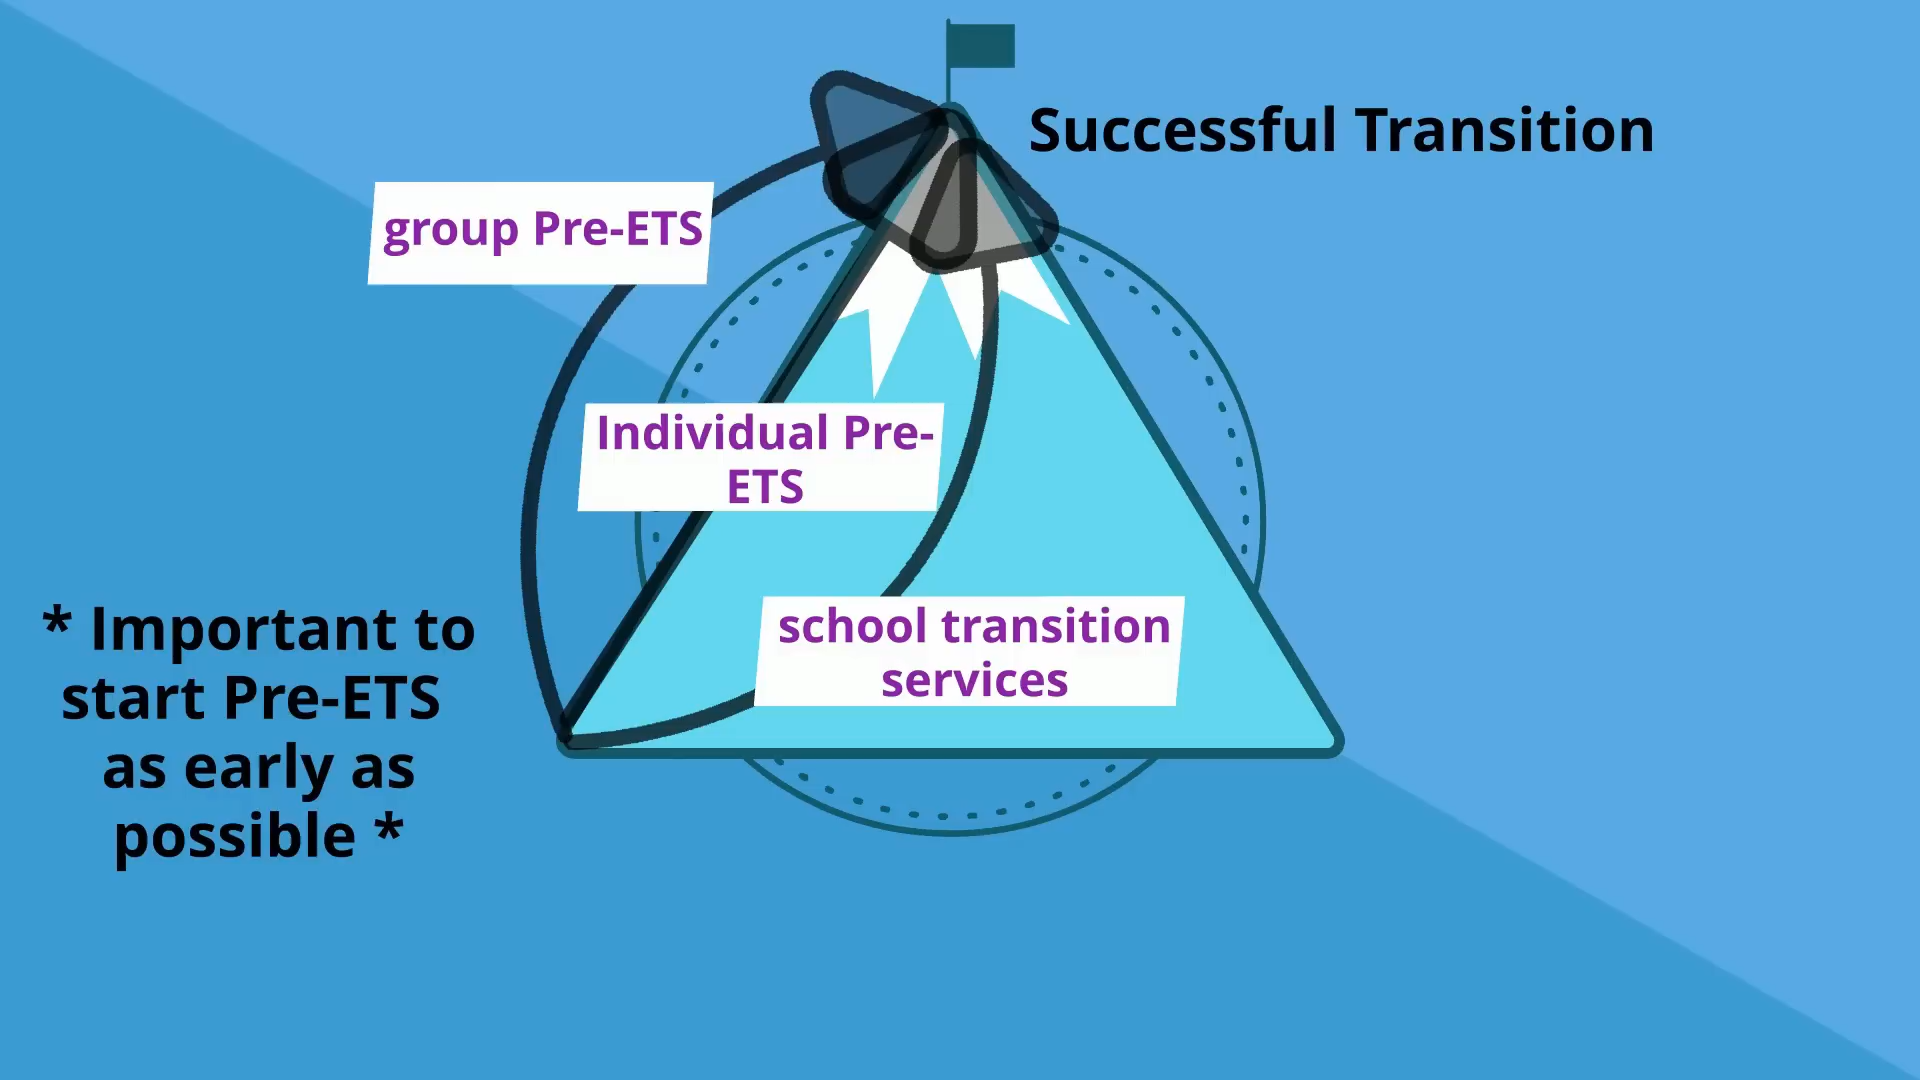 Successful Transition
group Pre-ETS
Individual Pre-
ETS
school transition
services
* Important to
start Pre-ETS
as early as
possible *